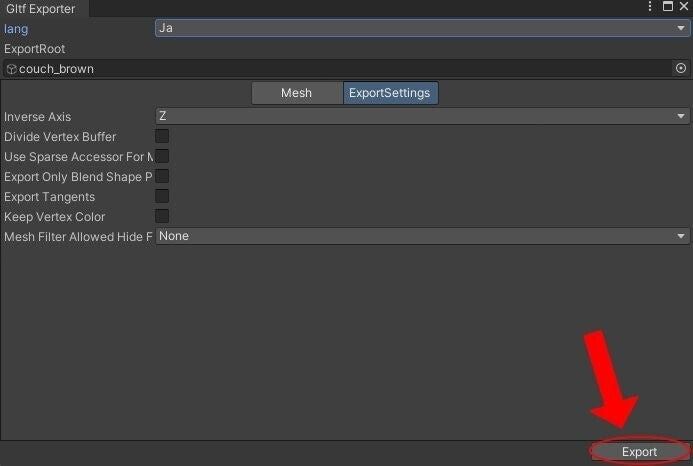 Gltf Exporter
lang Ja
ExportRoot
couch_brown
Mesh ExportSettings
Inverse Axis Z
Divide Vertex Buffer
Use Sparse Accessor For M
Export Only Blend Shape P
Export Tangents
Keep Vertex Color
Mesh Filter Allowed Hide F None
Export